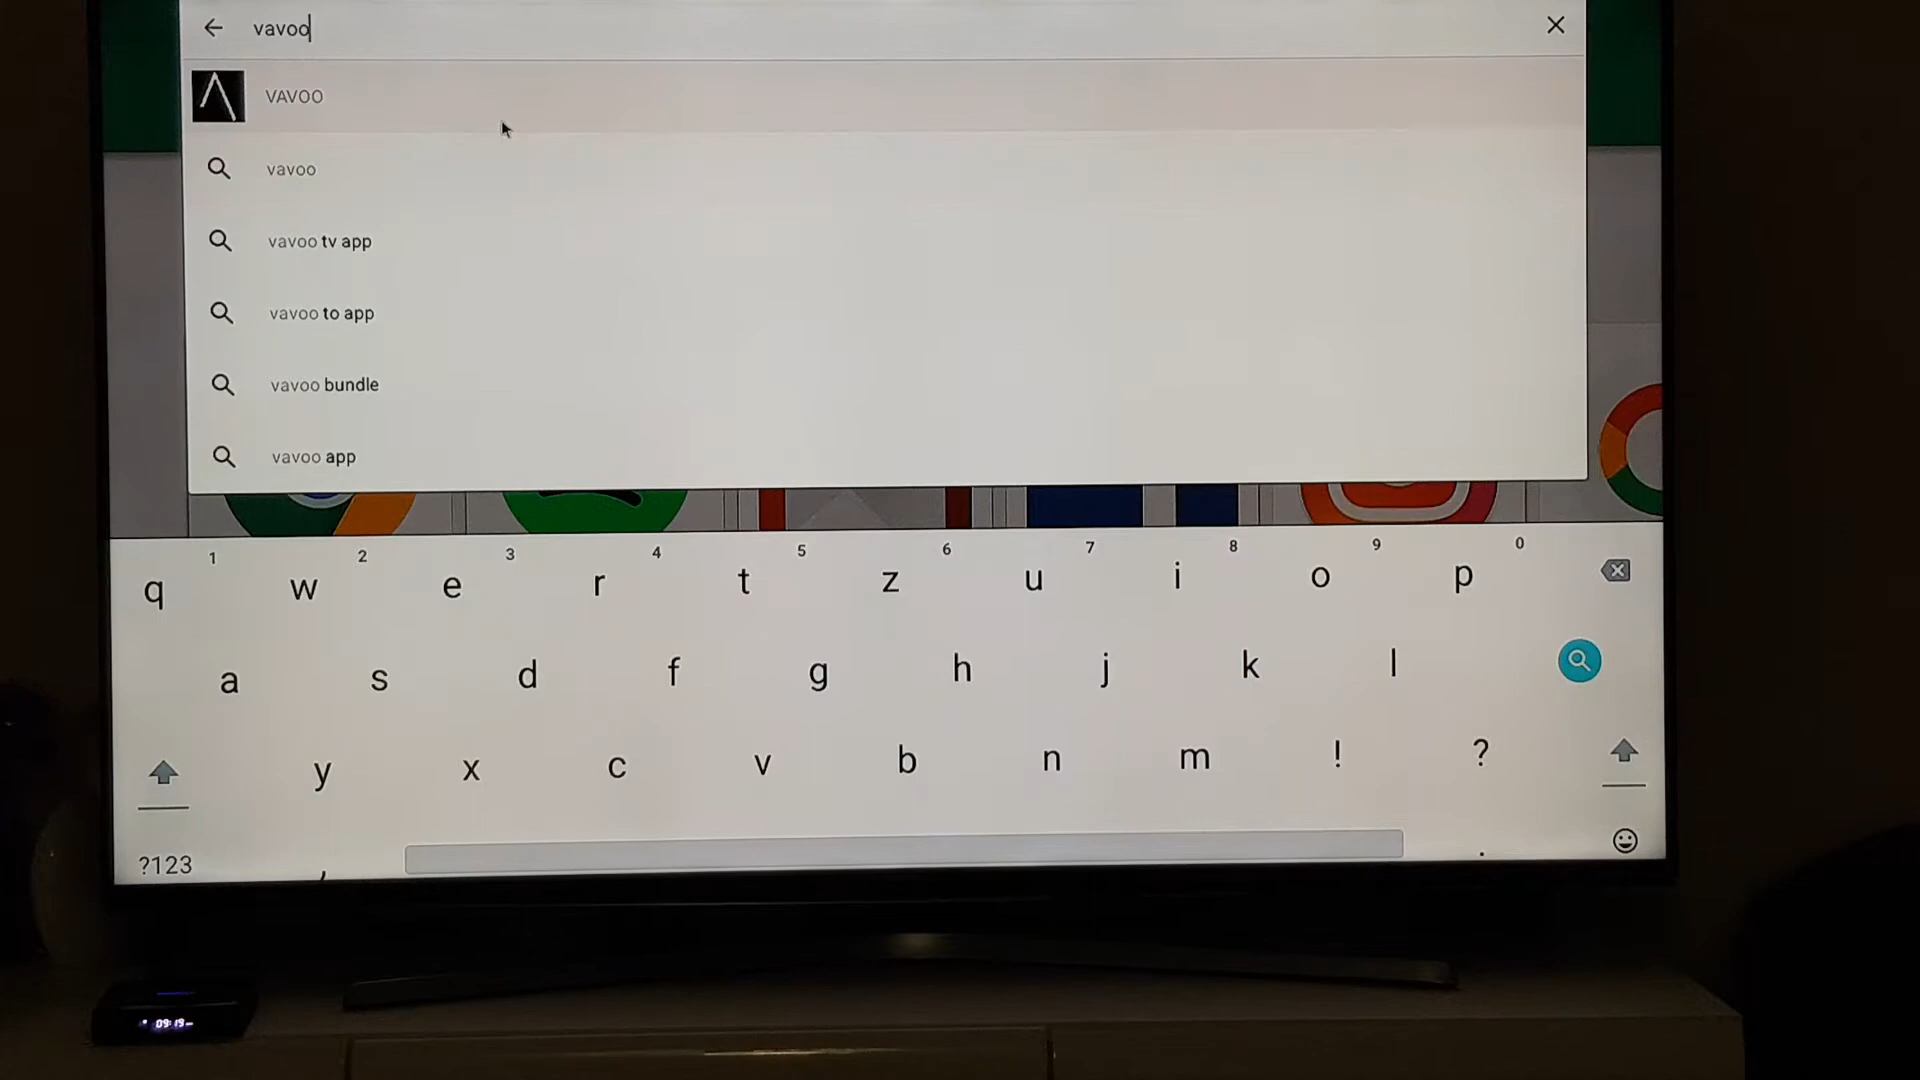 vavoo
VAVOO
vavoo
vavoo tv app
vavoo to app
vavoo bundle
vavoo app
1 2 3 4 5 6 7 8 9 0
q w e r t z u i o p
a s d f g h j k l
y x c v b n m ! ?
?123 , .
09:19